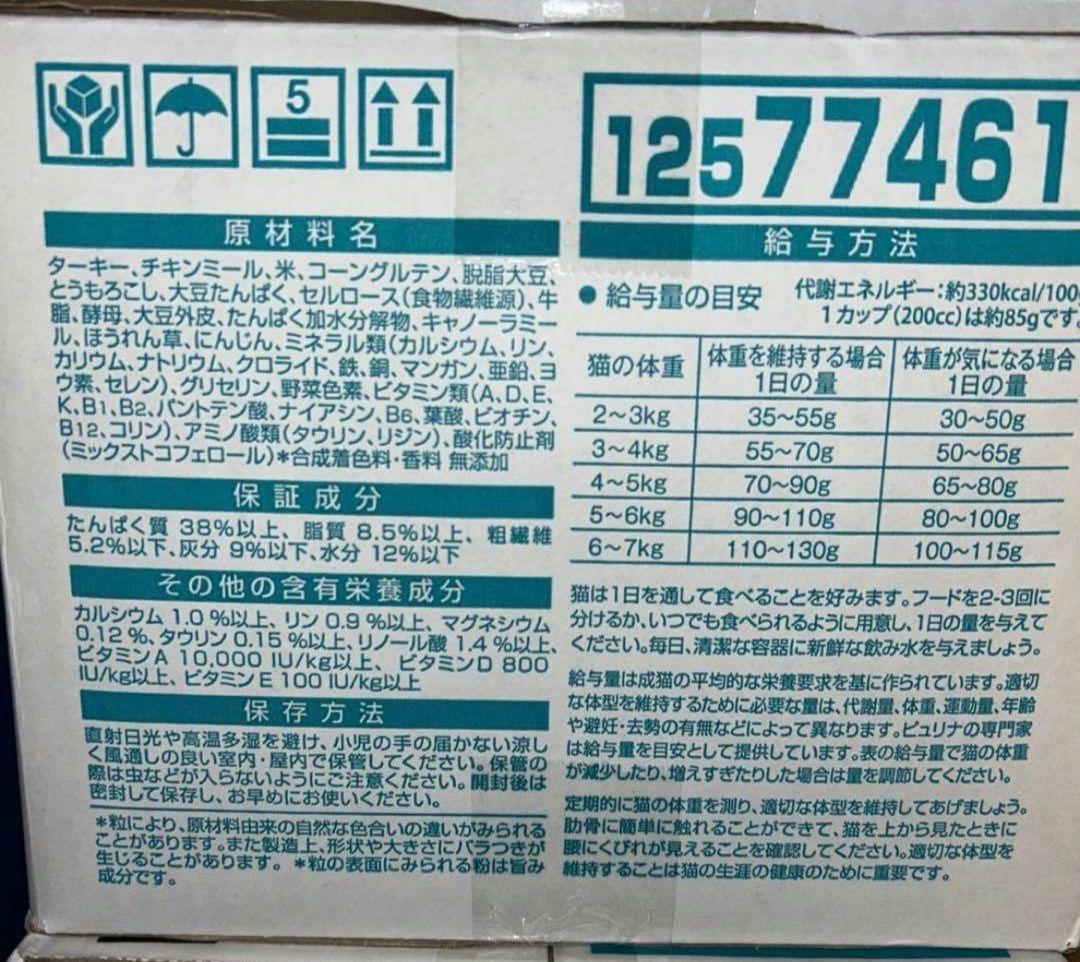 5
12577461
原材料名
ターキー、チキンミール、米、コーングルテン、脱脂大豆、
とうもろこし、大豆たんぱく、セルロース(食物繊維源)、牛
脂、酵母、大豆外皮、たんぱく加水分解物、キャノーラミー
ル、ほうれん草、にんじん、ミネラル類(カルシウム、リン、
カリウム、ナトリウム、クロライド、鉄、銅、マンガン、亜鉛、ヨ
ウ素、セレン)、グリセリン、野菜色素、ビタミン類(A、D、E、
K、B1、B2、パントテン酸、ナイアシン、B6、葉酸、ビオチン、
B12、コリン)、アミノ酸類(タウリン、リジン)、酸化防止剤
(ミックストコフェロール)*合成着色料・香料 無添加
保証成分
たんぱく質 38%以上、脂質 8.5%以上、粗繊維
5.2%以下、灰分 9%以下、水分 12%以下
その他の含有栄養成分
カルシウム 1.0%以上、リン 0.9%以上、マグネシウム
0.12%、タウリン 0.15%以上、リノール酸 1.4%以上、
ビタミンA 10,000 IU/kg以上、ビタミンD 800
IU/kg以上、ビタミンE 100 IU/kg以上
保存方法
直射日光や高温多湿を避け、小児の手の届かない涼し
く風通しの良い室内・屋内で保管してください。保管の
際は虫などが入らないようにご注意ください。開封後は
密封して保存し、お早めにお使いください。
*粒により、原材料由来の自然な色合いの違いがみられる
ことがあります。また製造上、形状や大きさにバラつきが
生じることがあります。 *粒の表面にみられる粉は旨み
成分です。
給与方法
●給与量の目安
代謝エネルギー:約330kcal/100g
1カップ(200cc)は約85gです。
猫の体重 体重を維持する場合 1日の量 体重が気になる場合 1日の量
2~3kg 35~55g 30~50g
3~4kg 55~70g 50~65g
4~5kg 70~90g 65~80g
5~6kg 90~110g 80~100g
6~7kg 110~130g 100~115g
猫は1日を通して食べることを好みます。フードを2-3回に
分けるか、いつでも食べられるように用意し、1日の量を与えて
ください。毎日、清潔な容器に新鮮な飲み水を与えましょう。
給与量は成猫の平均的な栄養要求を基に作られています。適切
な体型を維持するために必要な量は、代謝量、体重、運動量、年齢
や避妊・去勢の有無などによって異なります。ピュリナの専門家
は給与量を目安として提供しています。表の給与量で猫の体重
が減少したり、増えすぎたりした場合は量を調節してください。
定期的に猫の体重を測り、適切な体型を維持してあげましょう。
肋骨に簡単に触れることができて、猫を上から見たときに
腰にくびれが見えることを確認してください。適切な体型を
維持することは猫の生涯の健康のために重要です。